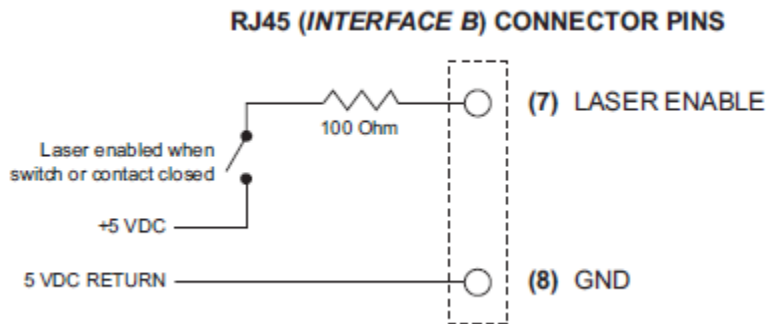 RJ45 (INTERFACE B) CONNECTOR PINS
(7) LASER ENABLE
100 Ohm
Laser enabled when
switch or contact closed
+5 VDC
5 VDC RETURN
(8) GND